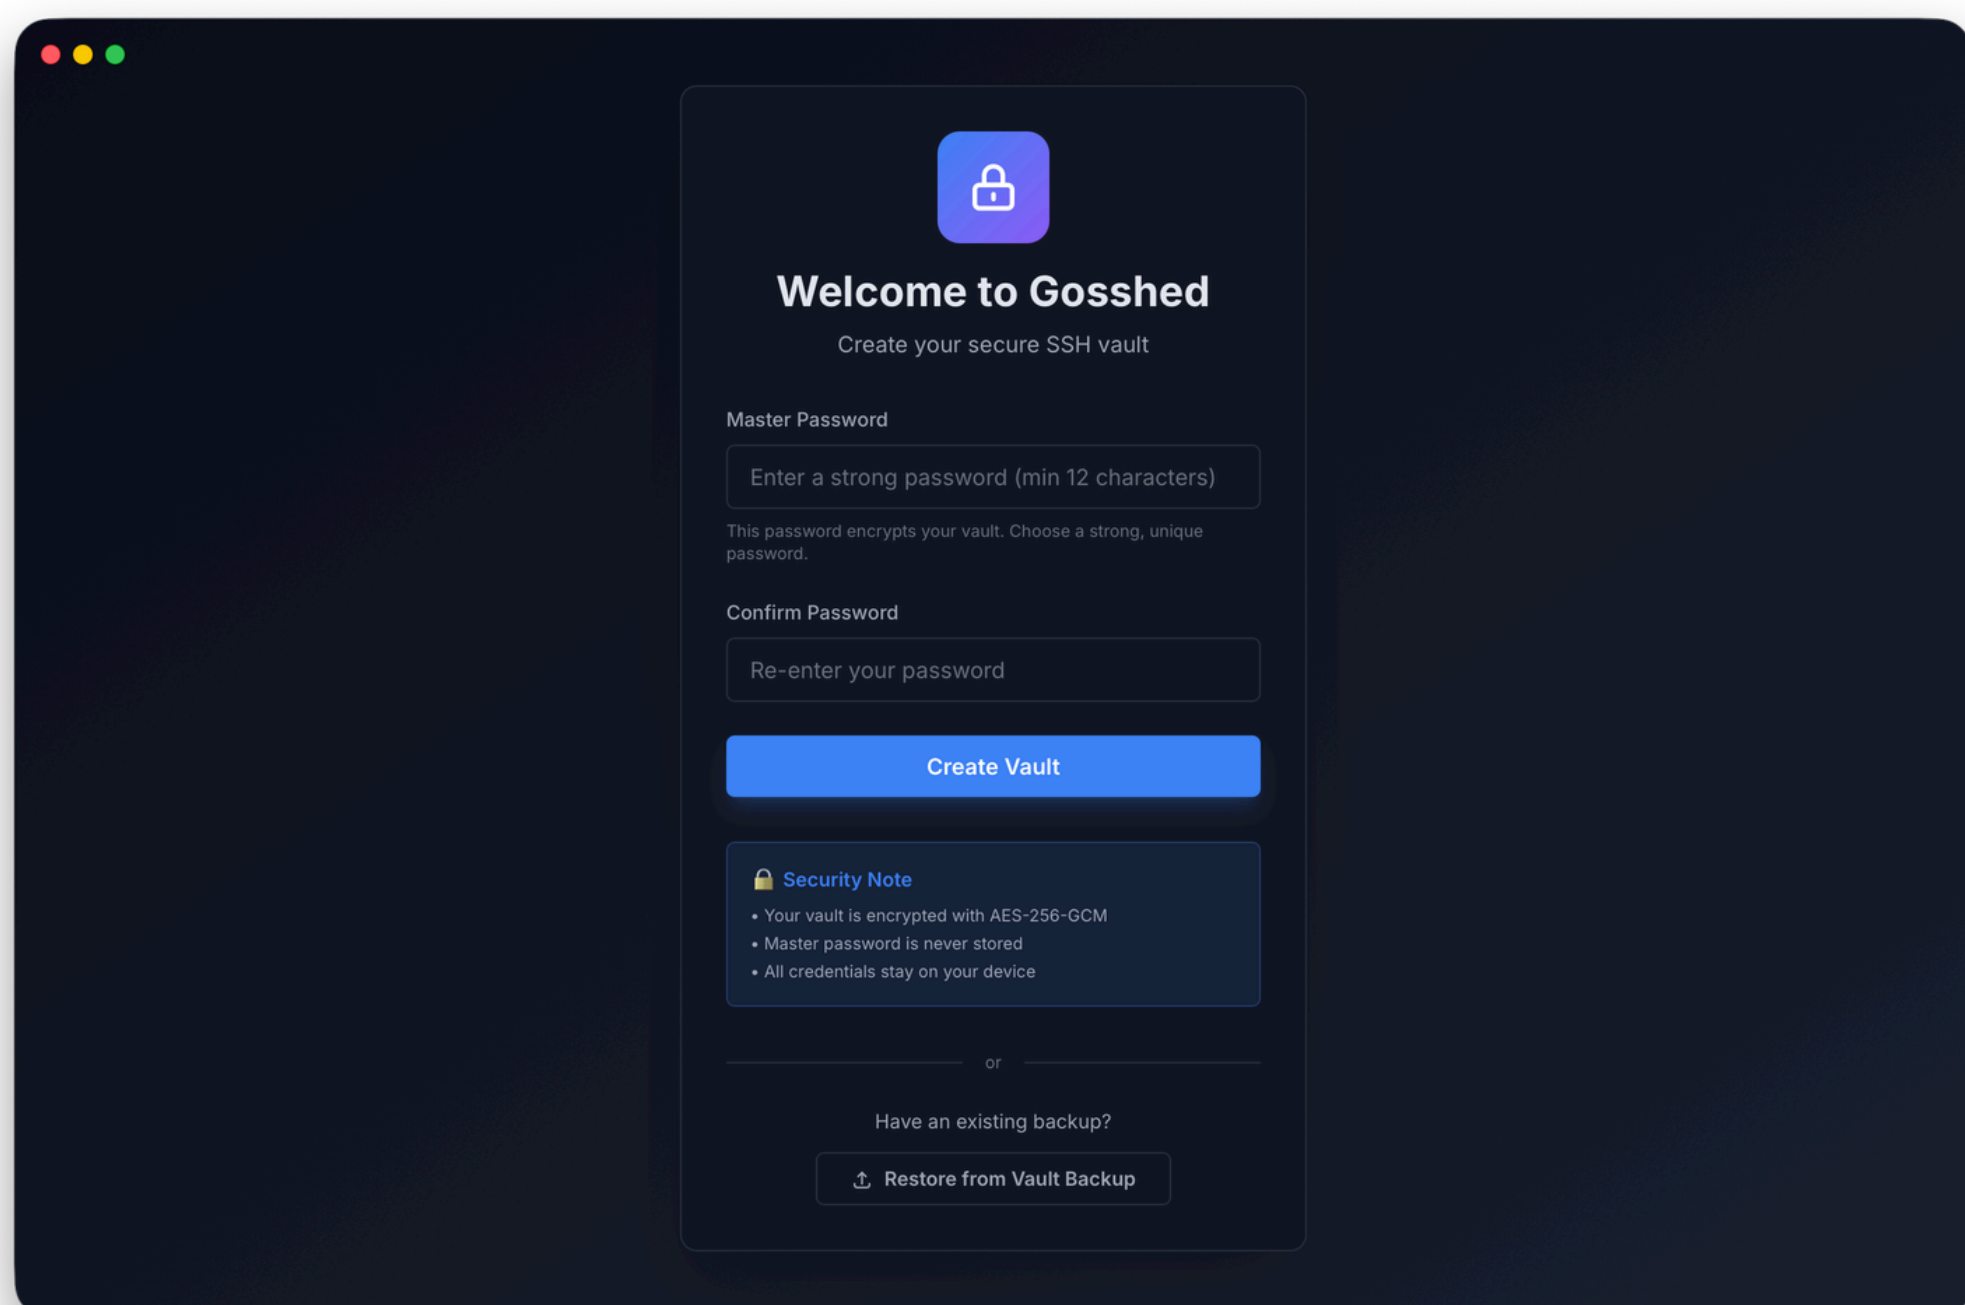 Welcome to Gosshed
Create your secure SSH vault
Master Password
Enter a strong password (min 12 characters)
This password encrypts your vault. Choose a strong, unique
password.
Confirm Password
Re-enter your password
Create Vault
🔒 Security Note
• Your vault is encrypted with AES-256-GCM
• Master password is never stored
• All credentials stay on your device
or
Have an existing backup?
Restore from Vault Backup